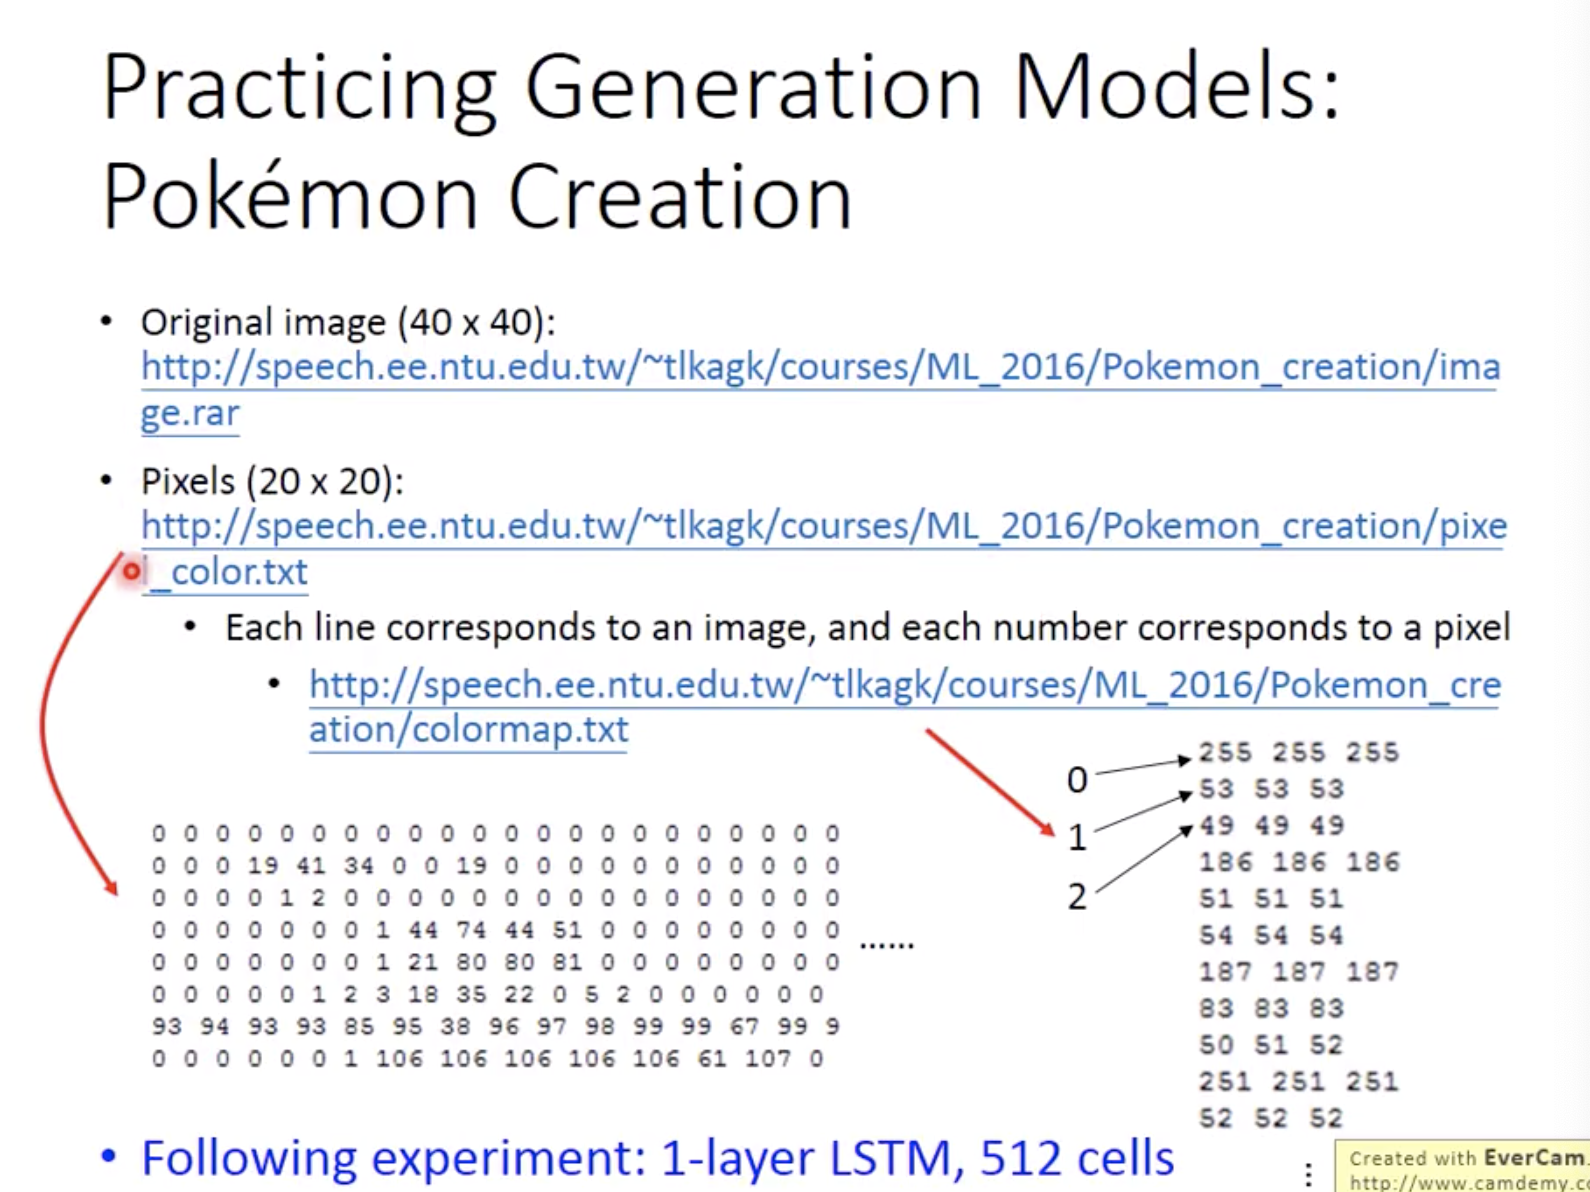 Practicing Generation Models:
Pokémon Creation
• Original image (40 x 40):
http://speech.ee.ntu.edu.tw/~tlkagk/courses/ML_2016/Pokemon_creation/ima
ge.rar
• Pixels (20 x 20):
http://speech.ee.ntu.edu.tw/~tlkagk/courses/ML_2016/Pokemon_creation/pixe
l_color.txt
• Each line corresponds to an image, and each number corresponds to a pixel
• http://speech.ee.ntu.edu.tw/~tlkagk/courses/ML_2016/Pokemon_cre
ation/colormap.txt
0 0 0 0 0 0 0 0 0 0 0 0 0 0 0 0 0 0 0 0 0 0
0 0 0 19 41 34 0 0 19 0 0 0 0 0 0 0 0 0 0 0
0 0 0 0 1 2 0 0 0 0 0 0 0 0 0 0 0 0 0 0 0 0
0 0 0 0 0 0 0 1 44 74 44 51 0 0 0 0 0 0 0 0
0 0 0 0 0 0 0 1 21 80 80 81 0 0 0 0 0 0 0 0
0 0 0 0 0 1 2 3 18 35 22 0 5 2 0 0 0 0 0 0
93 94 93 93 85 95 38 96 97 98 99 99 67 99 9
0 0 0 0 0 0 1 106 106 106 106 106 61 107 0
......
0
1
2
255 255 255
53 53 53
49 49 49
186 186 186
51 51 51
54 54 54
187 187 187
83 83 83
50 51 52
251 251 251
52 52 52
⋮
• Following experiment: 1-layer LSTM, 512 cells
Created with EverCam.
http://www.camdemy.co